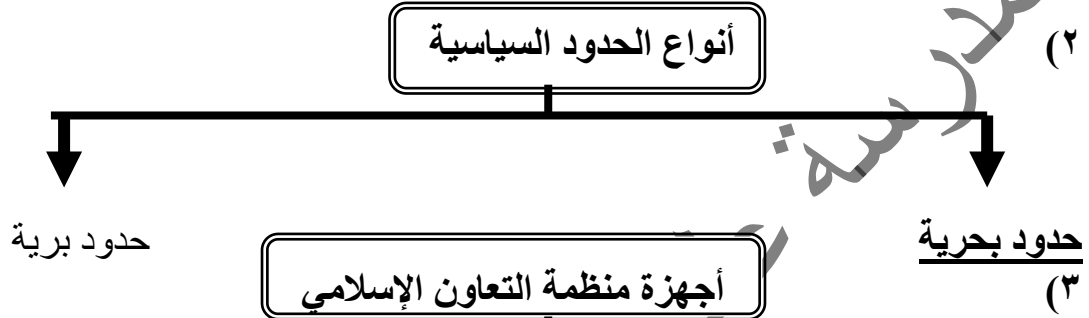 ٢) أنواع الحدود السياسية
حدود بحرية حدود برية
٣) أجهزة منظمة التعاون الإسلامي